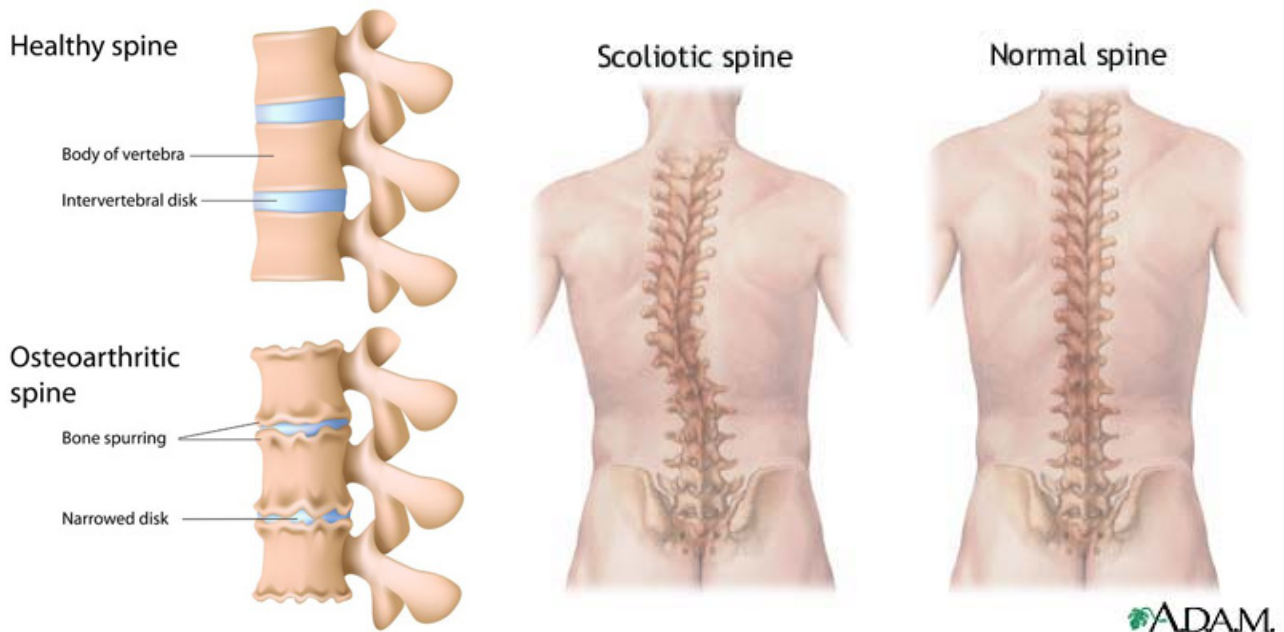 Healthy spine
Body of vertebra
Intervertebral disk
Osteoarthritic
spine
Bone spurring
Narrowed disk
Scoliotic spine
Normal spine
A.D.A.M.